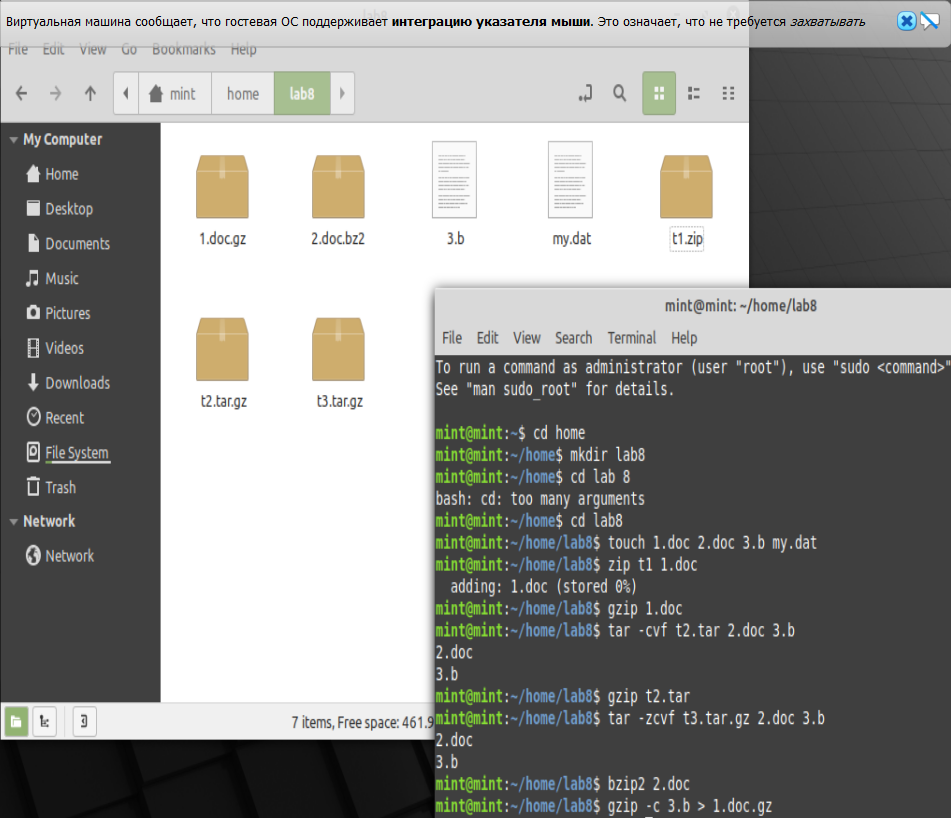 Виртуальная машина сообщает, что гостевая ОС поддерживает интеграцию указателя мыши. Это означает, что не требуется захватывать
File Edit View Go Bookmarks Help
mint home lab8
My Computer
Home
Desktop
Documents
Music
Pictures
Videos
Downloads
Recent
File System
Trash
Network
Network
1.doc.gz 2.doc.bz2 3.b my.dat t1.zip
t2.tar.gz t3.tar.gz
7 items, Free space: 461.9
mint@mint: ~/home/lab8
File Edit View Search Terminal Help
To run a command as administrator (user "root"), use "sudo <command>"
See "man sudo_root" for details.
mint@mint:~$ cd home
mint@mint:~/home$ mkdir lab8
mint@mint:~/home$ cd lab 8
bash: cd: too many arguments
mint@mint:~/home$ cd lab8
mint@mint:~/home/lab8$ touch 1.doc 2.doc 3.b my.dat
mint@mint:~/home/lab8$ zip t1 1.doc
  adding: 1.doc (stored 0%)
mint@mint:~/home/lab8$ gzip 1.doc
mint@mint:~/home/lab8$ tar -cvf t2.tar 2.doc 3.b
2.doc
3.b
mint@mint:~/home/lab8$ gzip t2.tar
mint@mint:~/home/lab8$ tar -zcvf t3.tar.gz 2.doc 3.b
2.doc
3.b
mint@mint:~/home/lab8$ bzip2 2.doc
mint@mint:~/home/lab8$ gzip -c 3.b > 1.doc.gz